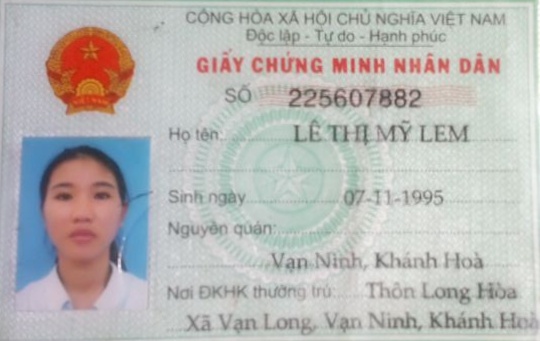 CỘNG HÒA XÃ HỘI CHỦ NGHĨA VIỆT NAM
Độc lập - Tự do - Hạnh phúc
GIẤY CHỨNG MINH NHÂN DÂN
SỐ 225607882
Họ tên: LÊ THỊ MỸ LEM
Sinh ngày 07-11-1995
Nguyên quán:
Vạn Ninh, Khánh Hoà
Nơi ĐKHK thường trú: Thôn Long Hòa
Xã Vạn Long, Vạn Ninh, Khánh Hoà
VIỆT NAM